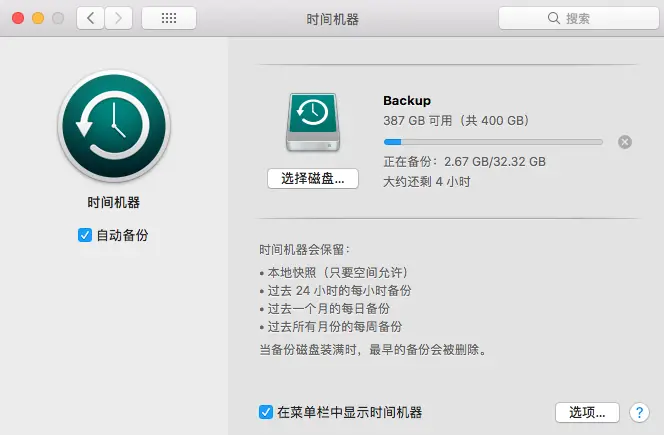 时间机器
搜索
时间机器
自动备份
选择磁盘...
Backup
387 GB 可用（共 400 GB）
正在备份：2.67 GB/32.32 GB
大约还剩 4 小时
时间机器会保留：
• 本地快照（只要空间允许）
• 过去 24 小时的每小时备份
• 过去一个月的每日备份
• 过去所有月份的每周备份
当备份磁盘装满时，最早的备份会被删除。
在菜单栏中显示时间机器
选项...
?